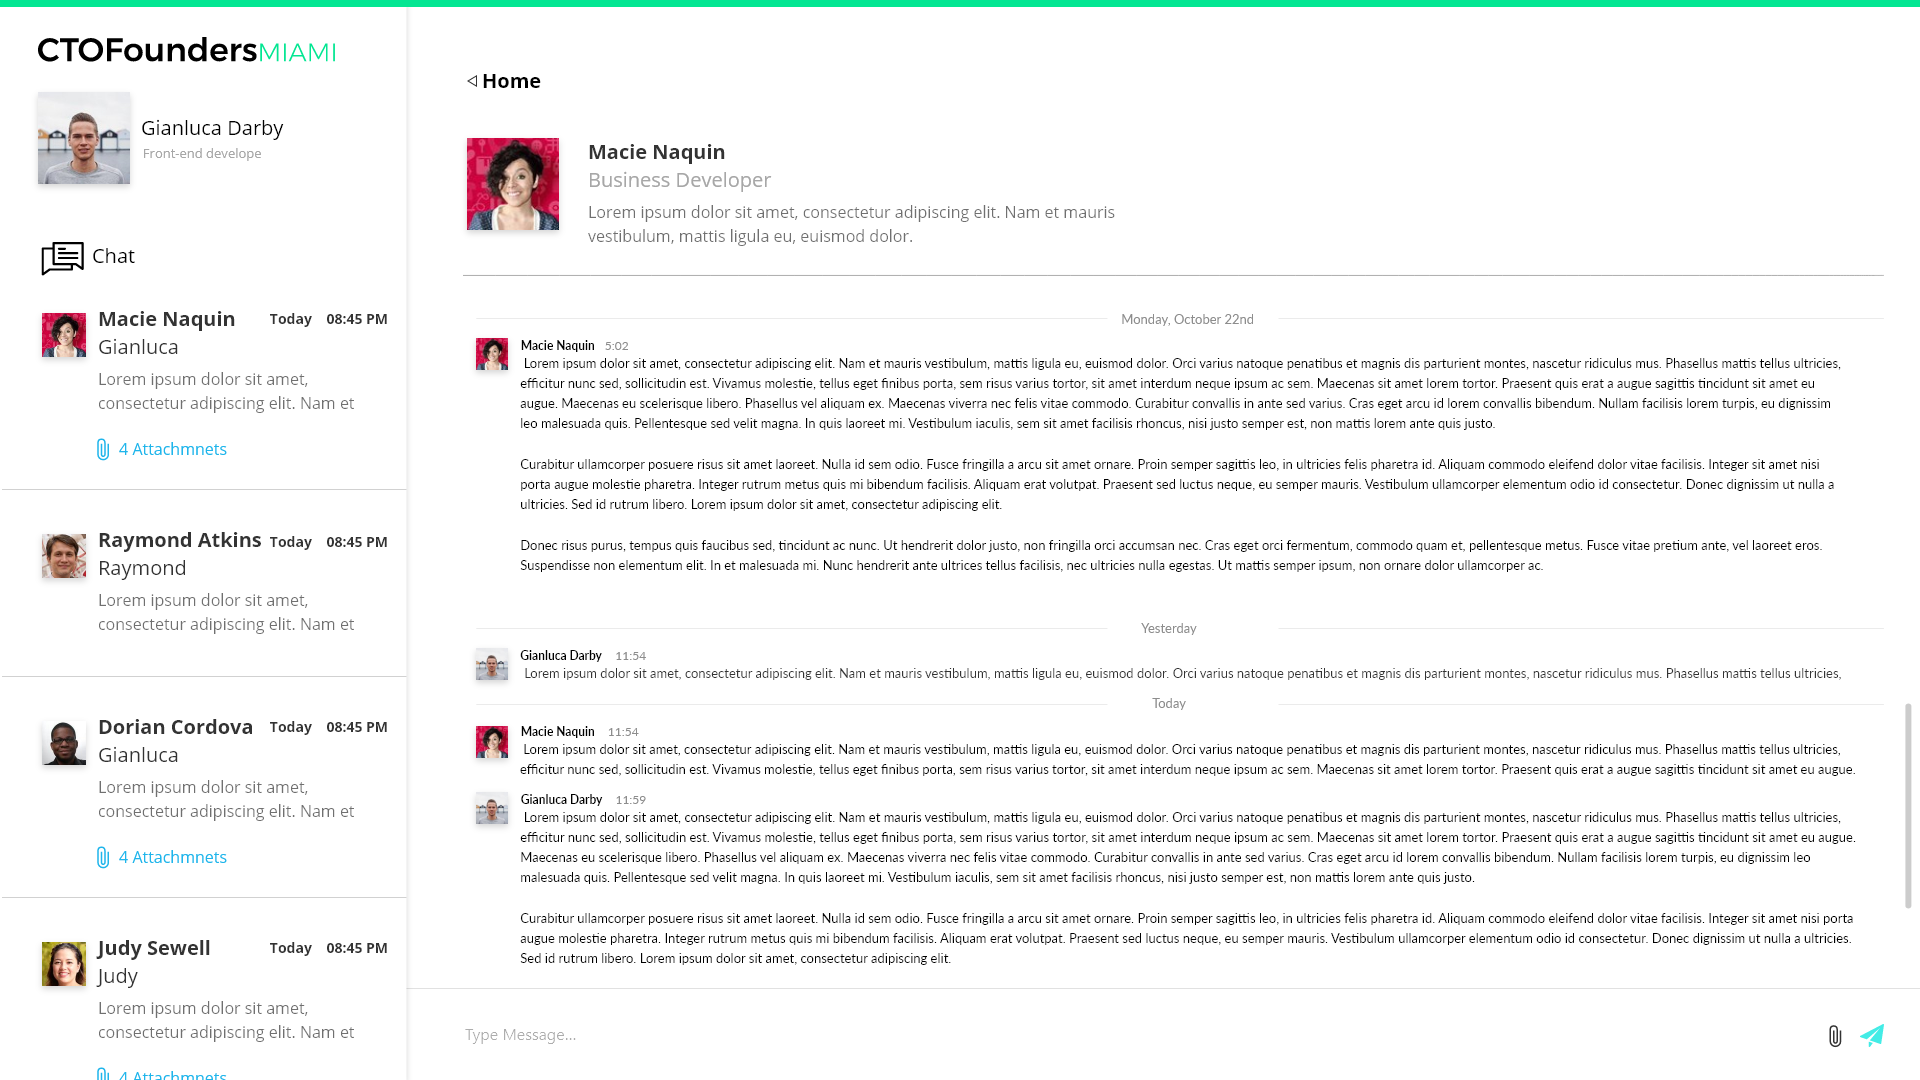 CTOFoundersMIAMI
Gianluca Darby
Front-end develope
Chat
Macie Naquin Today 08:45 PM
Gianluca
Lorem ipsum dolor sit amet,
consectetur adipiscing elit. Nam et
4 Attachmnets
Raymond Atkins Today 08:45 PM
Raymond
Lorem ipsum dolor sit amet,
consectetur adipiscing elit. Nam et
Dorian Cordova Today 08:45 PM
Gianluca
Lorem ipsum dolor sit amet,
consectetur adipiscing elit. Nam et
4 Attachmnets
Judy Sewell Today 08:45 PM
Judy
Lorem ipsum dolor sit amet,
consectetur adipiscing elit. Nam et
4 Attachmnets
Home
Macie Naquin
Business Developer
Lorem ipsum dolor sit amet, consectetur adipiscing elit. Nam et mauris
vestibulum, mattis ligula eu, euismod dolor.
Monday, October 22nd
Macie Naquin 5:02
Lorem ipsum dolor sit amet, consectetur adipiscing elit. Nam et mauris vestibulum, mattis ligula eu, euismod dolor. Orci varius natoque penatibus et magnis dis parturient montes, nascetur ridiculus mus. Phasellus mattis tellus ultricies,
efficitur nunc sed, sollicitudin est. Vivamus molestie, tellus eget finibus porta, sem risus varius tortor, sit amet interdum neque ipsum ac sem. Maecenas sit amet lorem tortor. Praesent quis erat a augue sagittis tincidunt sit amet eu
augue. Maecenas eu scelerisque libero. Phasellus vel aliquam ex. Maecenas viverra nec felis vitae commodo. Curabitur convallis in ante sed varius. Cras eget arcu id lorem convallis bibendum. Nullam facilisis lorem turpis, eu dignissim
leo malesuada quis. Pellentesque sed velit magna. In quis laoreet mi. Vestibulum iaculis, sem sit amet facilisis rhoncus, nisi justo semper est, non mattis lorem ante quis justo.
Curabitur ullamcorper posuere risus sit amet laoreet. Nulla id sem odio. Fusce fringilla a arcu sit amet ornare. Proin semper sagittis leo, in ultricies felis pharetra id. Aliquam commodo eleifend dolor vitae facilisis. Integer sit amet nisi
porta augue molestie pharetra. Integer rutrum metus quis mi bibendum facilisis. Aliquam erat volutpat. Praesent sed luctus neque, eu semper mauris. Vestibulum ullamcorper elementum odio id consectetur. Donec dignissim ut nulla a
ultricies. Sed id rutrum libero. Lorem ipsum dolor sit amet, consectetur adipiscing elit.
Donec risus purus, tempus quis faucibus sed, tincidunt ac nunc. Ut hendrerit dolor justo, non fringilla orci accumsan nec. Cras eget orci fermentum, commodo quam et, pellentesque metus. Fusce vitae pretium ante, vel laoreet eros.
Suspendisse non elementum elit. In et malesuada mi. Nunc hendrerit ante ultrices tellus facilisis, nec ultricies nulla egestas. Ut mattis semper ipsum, non ornare dolor ullamcorper ac.
Yesterday
Gianluca Darby 11:54
Lorem ipsum dolor sit amet, consectetur adipiscing elit. Nam et mauris vestibulum, mattis ligula eu, euismod dolor. Orci varius natoque penatibus et magnis dis parturient montes, nascetur ridiculus mus. Phasellus mattis tellus ultricies,
Today
Macie Naquin 11:54
Lorem ipsum dolor sit amet, consectetur adipiscing elit. Nam et mauris vestibulum, mattis ligula eu, euismod dolor. Orci varius natoque penatibus et magnis dis parturient montes, nascetur ridiculus mus. Phasellus mattis tellus ultricies,
efficitur nunc sed, sollicitudin est. Vivamus molestie, tellus eget finibus porta, sem risus varius tortor, sit amet interdum neque ipsum ac sem. Maecenas sit amet lorem tortor. Praesent quis erat a augue sagittis tincidunt sit amet eu augue.
Gianluca Darby 11:59
Lorem ipsum dolor sit amet, consectetur adipiscing elit. Nam et mauris vestibulum, mattis ligula eu, euismod dolor. Orci varius natoque penatibus et magnis dis parturient montes, nascetur ridiculus mus. Phasellus mattis tellus ultricies,
efficitur nunc sed, sollicitudin est. Vivamus molestie, tellus eget finibus porta, sem risus varius tortor, sit amet interdum neque ipsum ac sem. Maecenas sit amet lorem tortor. Praesent quis erat a augue sagittis tincidunt sit amet eu augue.
Maecenas eu scelerisque libero. Phasellus vel aliquam ex. Maecenas viverra nec felis vitae commodo. Curabitur convallis in ante sed varius. Cras eget arcu id lorem convallis bibendum. Nullam facilisis lorem turpis, eu dignissim leo
malesuada quis. Pellentesque sed velit magna. In quis laoreet mi. Vestibulum iaculis, sem sit amet facilisis rhoncus, nisi justo semper est, non mattis lorem ante quis justo.
Curabitur ullamcorper posuere risus sit amet laoreet. Nulla id sem odio. Fusce fringilla a arcu sit amet ornare. Proin semper sagittis leo, in ultricies felis pharetra id. Aliquam commodo eleifend dolor vitae facilisis. Integer sit amet nisi porta
augue molestie pharetra. Integer rutrum metus quis mi bibendum facilisis. Aliquam erat volutpat. Praesent sed luctus neque, eu semper mauris. Vestibulum ullamcorper elementum odio id consectetur. Donec dignissim ut nulla a ultricies.
Sed id rutrum libero. Lorem ipsum dolor sit amet, consectetur adipiscing elit.
Type Message...